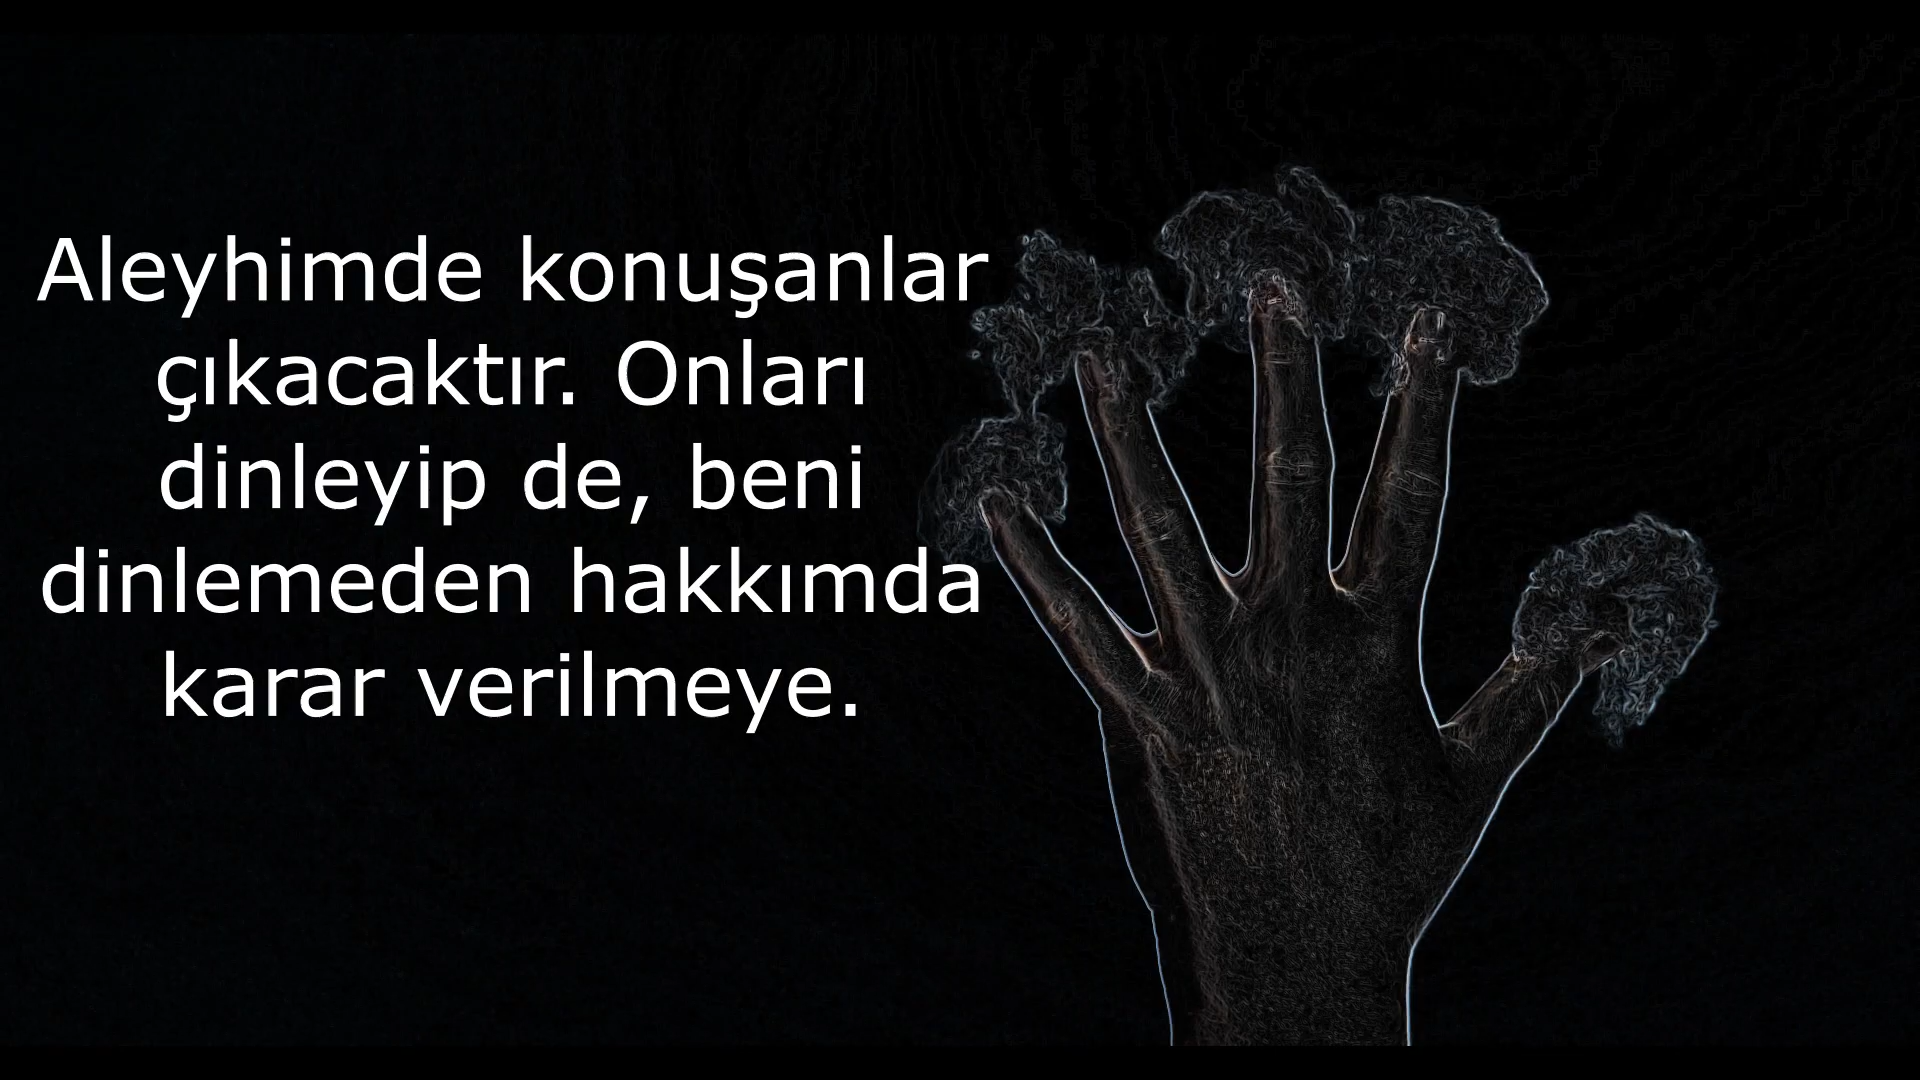 Aleyhimde konuşanlar
çıkacaktır. Onları
dinleyip de, beni
dinlemeden hakkımda
karar verilmeye.